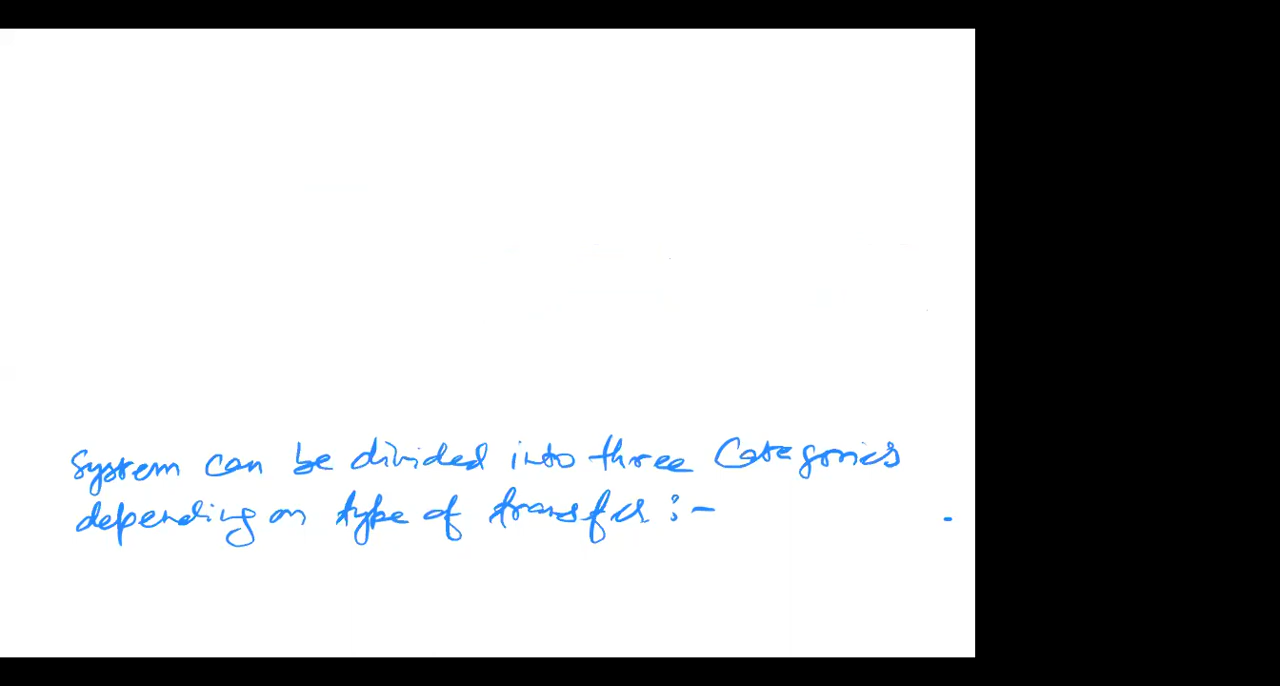 System can be divided into three Categories
depending on type of transfer :-